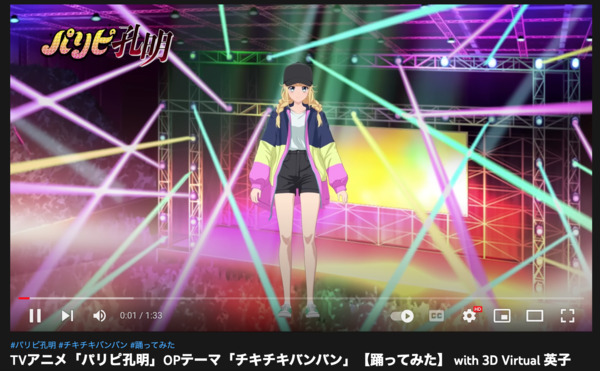 パリピ孔明
0:01 / 1:33
CC
HD
#パリピ孔明 #チキチキバンバン #踊ってみた
TVアニメ「パリピ孔明」OPテーマ「チキチキバンバン」【踊ってみた】 with 3D Virtual 英子